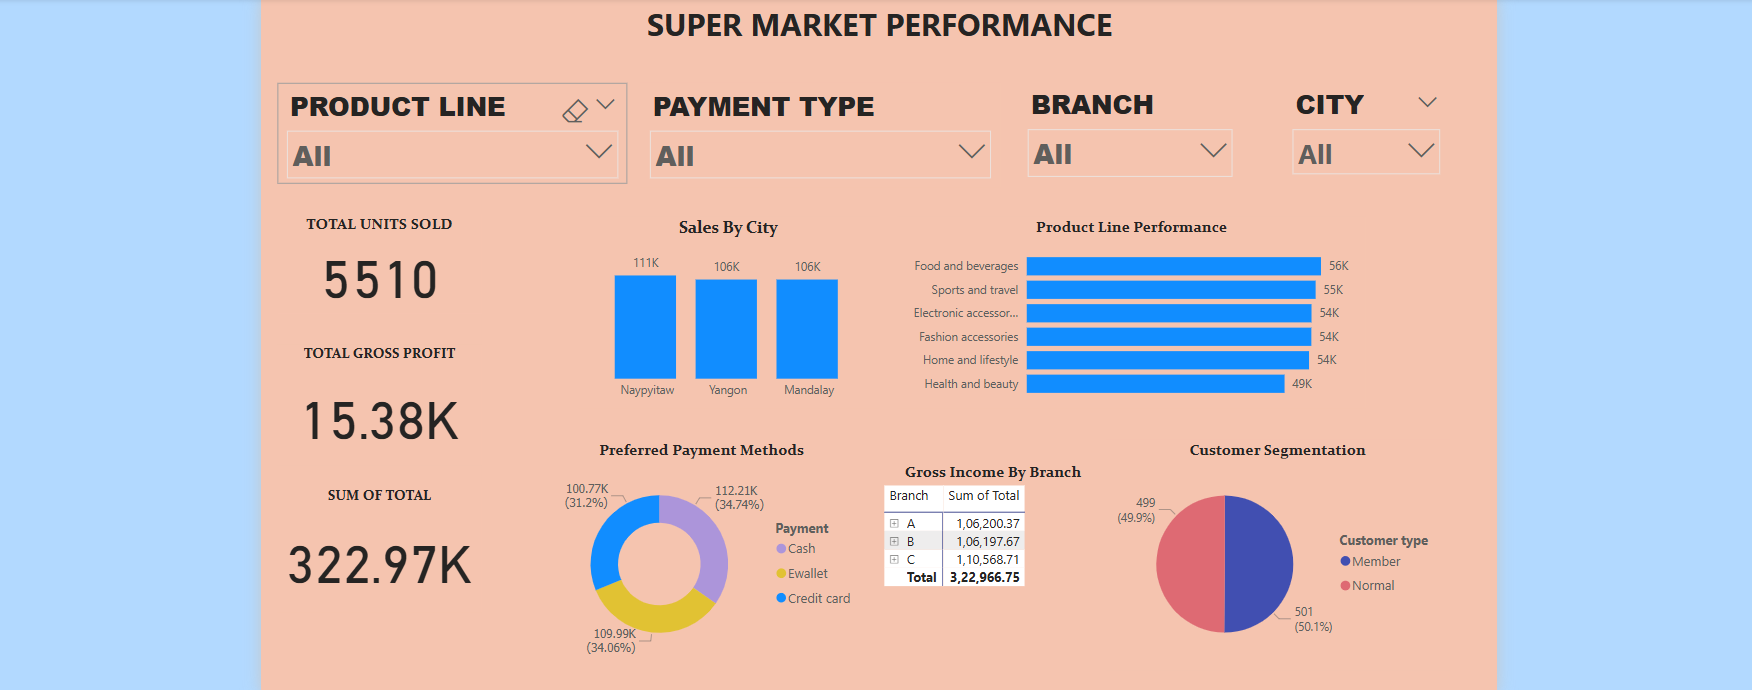 SUPER MARKET PERFORMANCE
PRODUCT LINE
All
PAYMENT TYPE
All
BRANCH
All
CITY
All
TOTAL UNITS SOLD
5510
TOTAL GROSS PROFIT
15.38K
SUM OF TOTAL
322.97K
Sales By City
111K
106K
106K
Naypyitaw
Yangon
Mandalay
Product Line Performance
Food and beverages 56K
Sports and travel 55K
Electronic accessor... 54K
Fashion accessories 54K
Home and lifestyle 54K
Health and beauty 49K
Preferred Payment Methods
100.77K
(31.2%)
112.21K
(34.74%)
109.99K
(34.06%)
Payment
Cash
Ewallet
Credit card
Gross Income By Branch
Branch Sum of Total
A 1,06,200.37
B 1,06,197.67
C 1,10,568.71
Total 3,22,966.75
Customer Segmentation
499
(49.9%)
501
(50.1%)
Customer type
Member
Normal